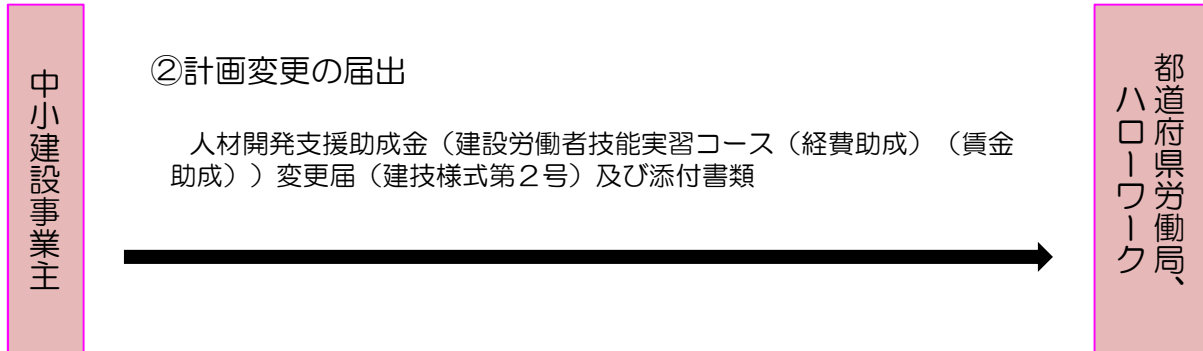 中小建設事業主
②計画変更の届出
人材開発支援助成金（建設労働者技能実習コース（経費助成）（賃金
助成））変更届（建技様式第２号）及び添付書類
都道府県労働局、
ハローワーク